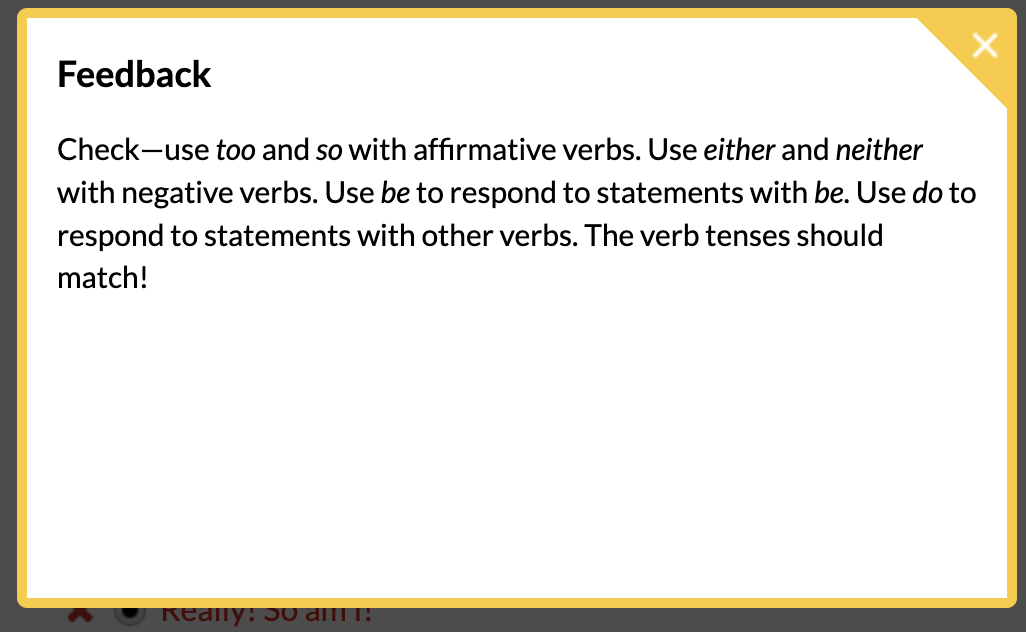 Feedback
Check—use too and so with affirmative verbs. Use either and neither
with negative verbs. Use be to respond to statements with be. Use do to
respond to statements with other verbs. The verb tenses should
match!
Really! So am I!